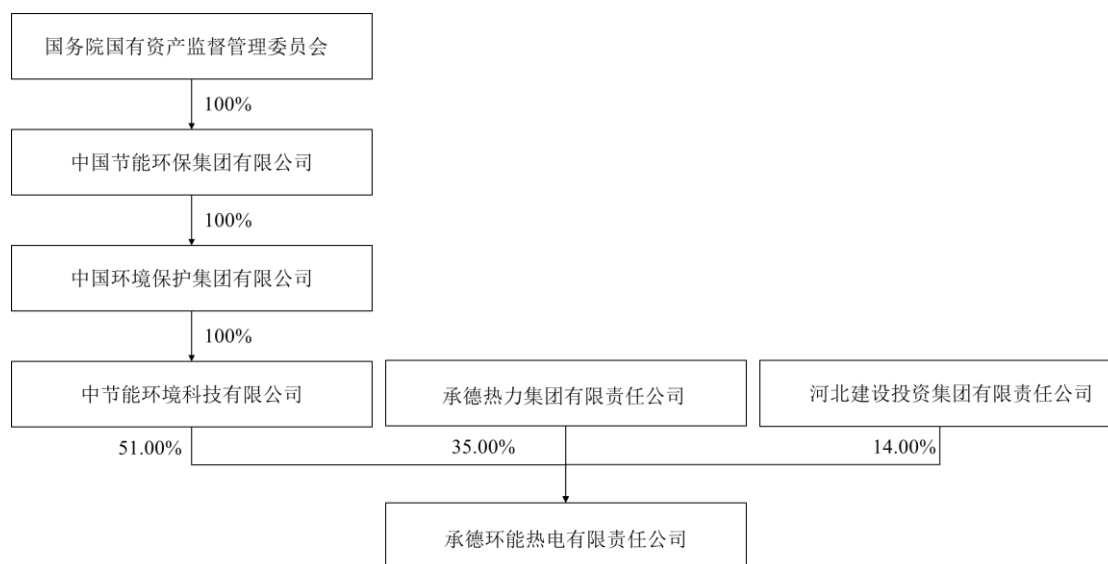 国务院国有资产监督管理委员会
100%
中国节能环保集团有限公司
100%
中国环境保护集团有限公司
100%
中节能环境科技有限公司
承德热力集团有限责任公司
河北建设投资集团有限责任公司
51.00%
35.00%
14.00%
承德环能热电有限责任公司